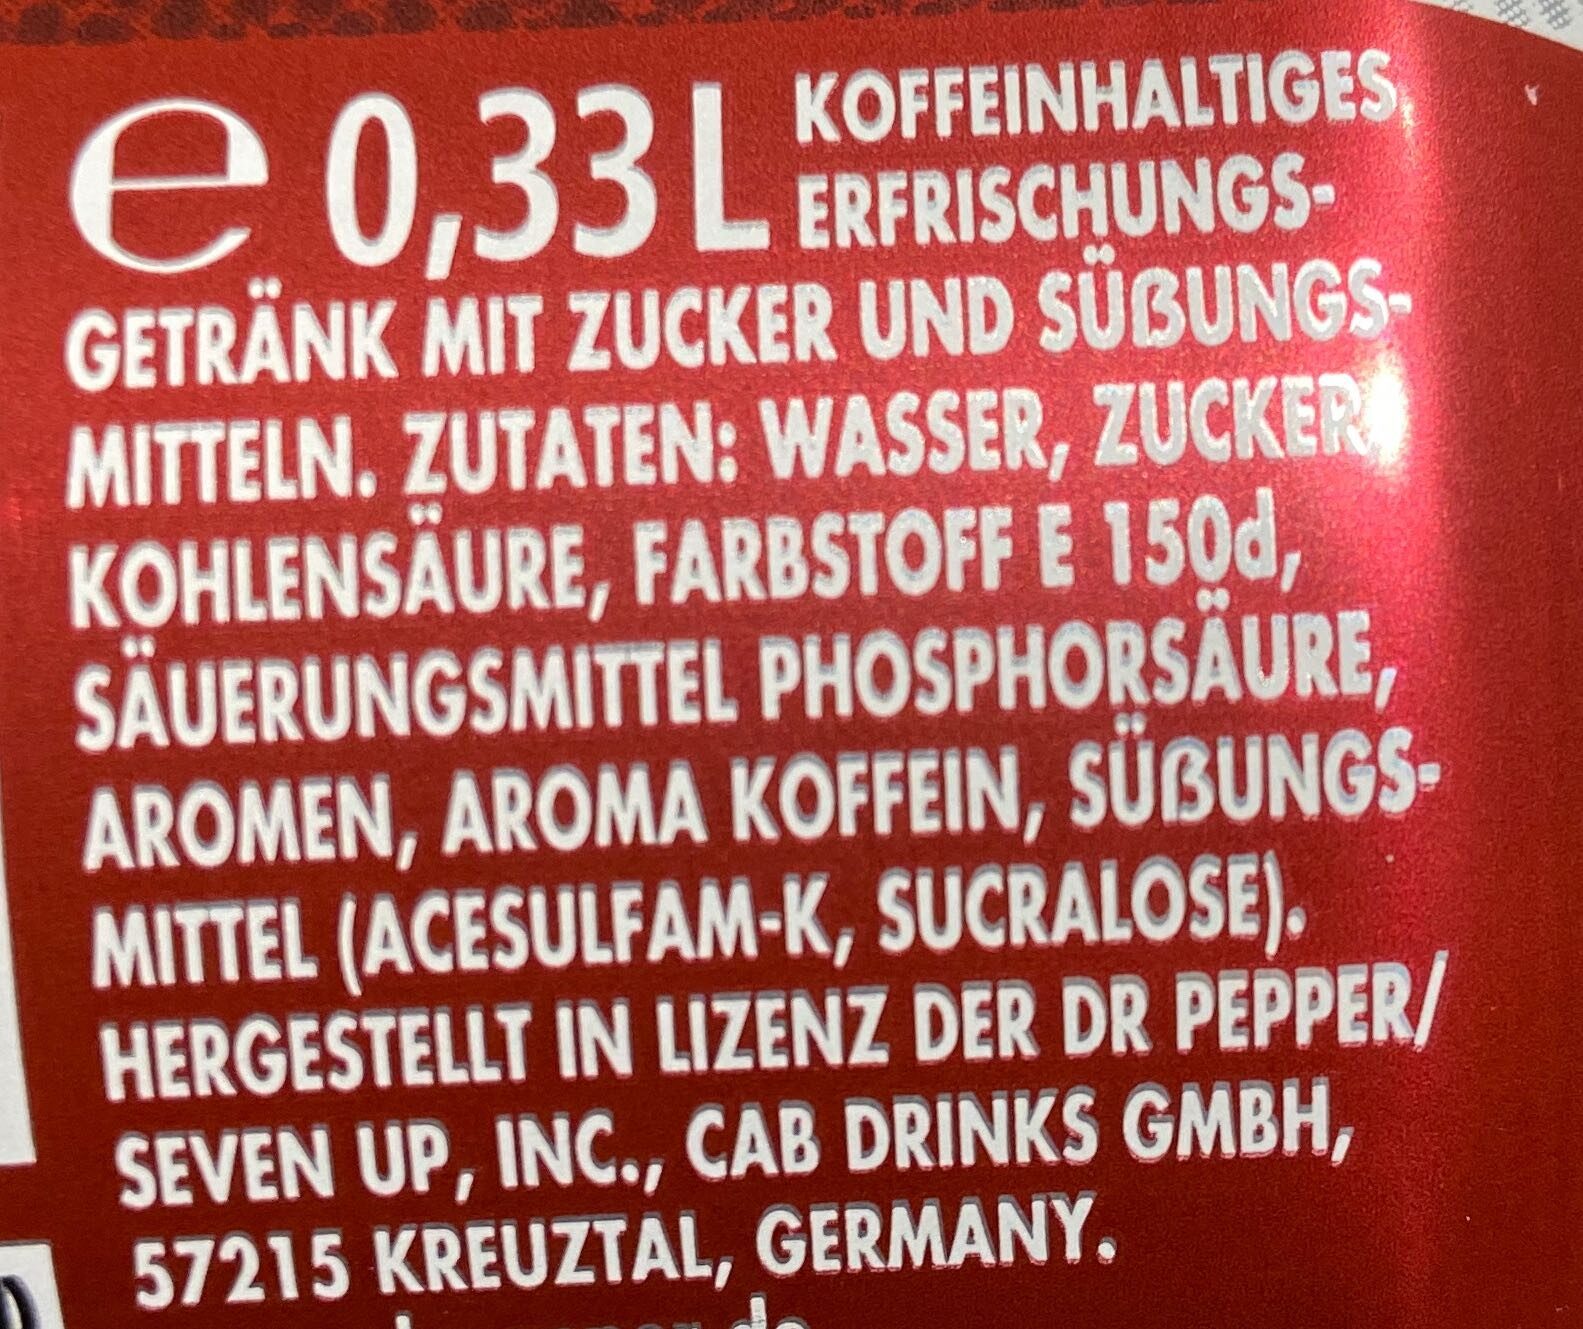 e 0,33 L KOFFEINHALTIGES
ERFRISCHUNGS-
GETRÄNK MIT ZUCKER UND SÜßUNGS-
MITTELN. ZUTATEN: WASSER, ZUCKER,
KOHLENSÄURE, FARBSTOFF E 150d,
SÄUERUNGSMITTEL PHOSPHORSÄURE,
AROMEN, AROMA KOFFEIN, SÜßUNGS-
MITTEL (ACESULFAM-K, SUCRALOSE).
HERGESTELLT IN LIZENZ DER DR PEPPER/
SEVEN UP, INC., CAB DRINKS GMBH,
57215 KREUZTAL, GERMANY.